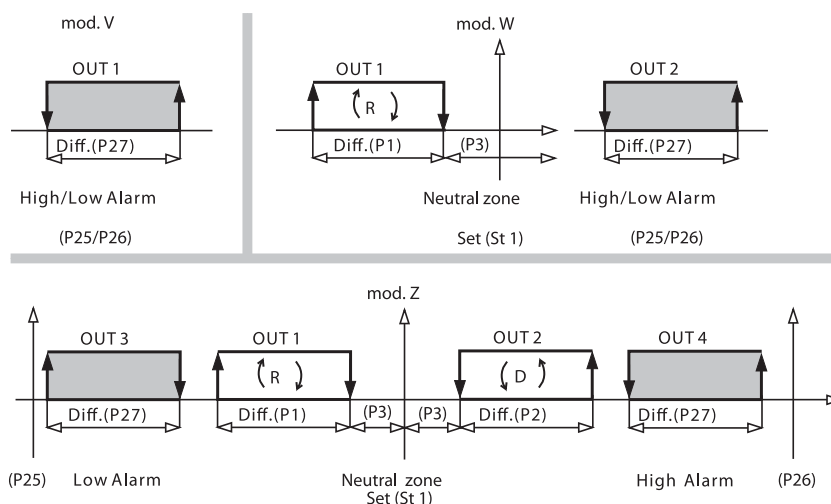 mod. V
OUT 1
Diff.(P27)
High/Low Alarm
(P25/P26)
mod. W
OUT 1
R
Diff.(P1)
(P3)
Neutral zone
Set (St 1)
OUT 2
Diff.(P27)
High/Low Alarm
(P25/P26)
mod. Z
OUT 3
OUT 1
OUT 2
OUT 4
R
D
Diff.(P27)
Diff.(P1)
(P3)
(P3)
Diff.(P2)
Diff.(P27)
(P25)
Low Alarm
Neutral zone
Set (St 1)
High Alarm
(P26)